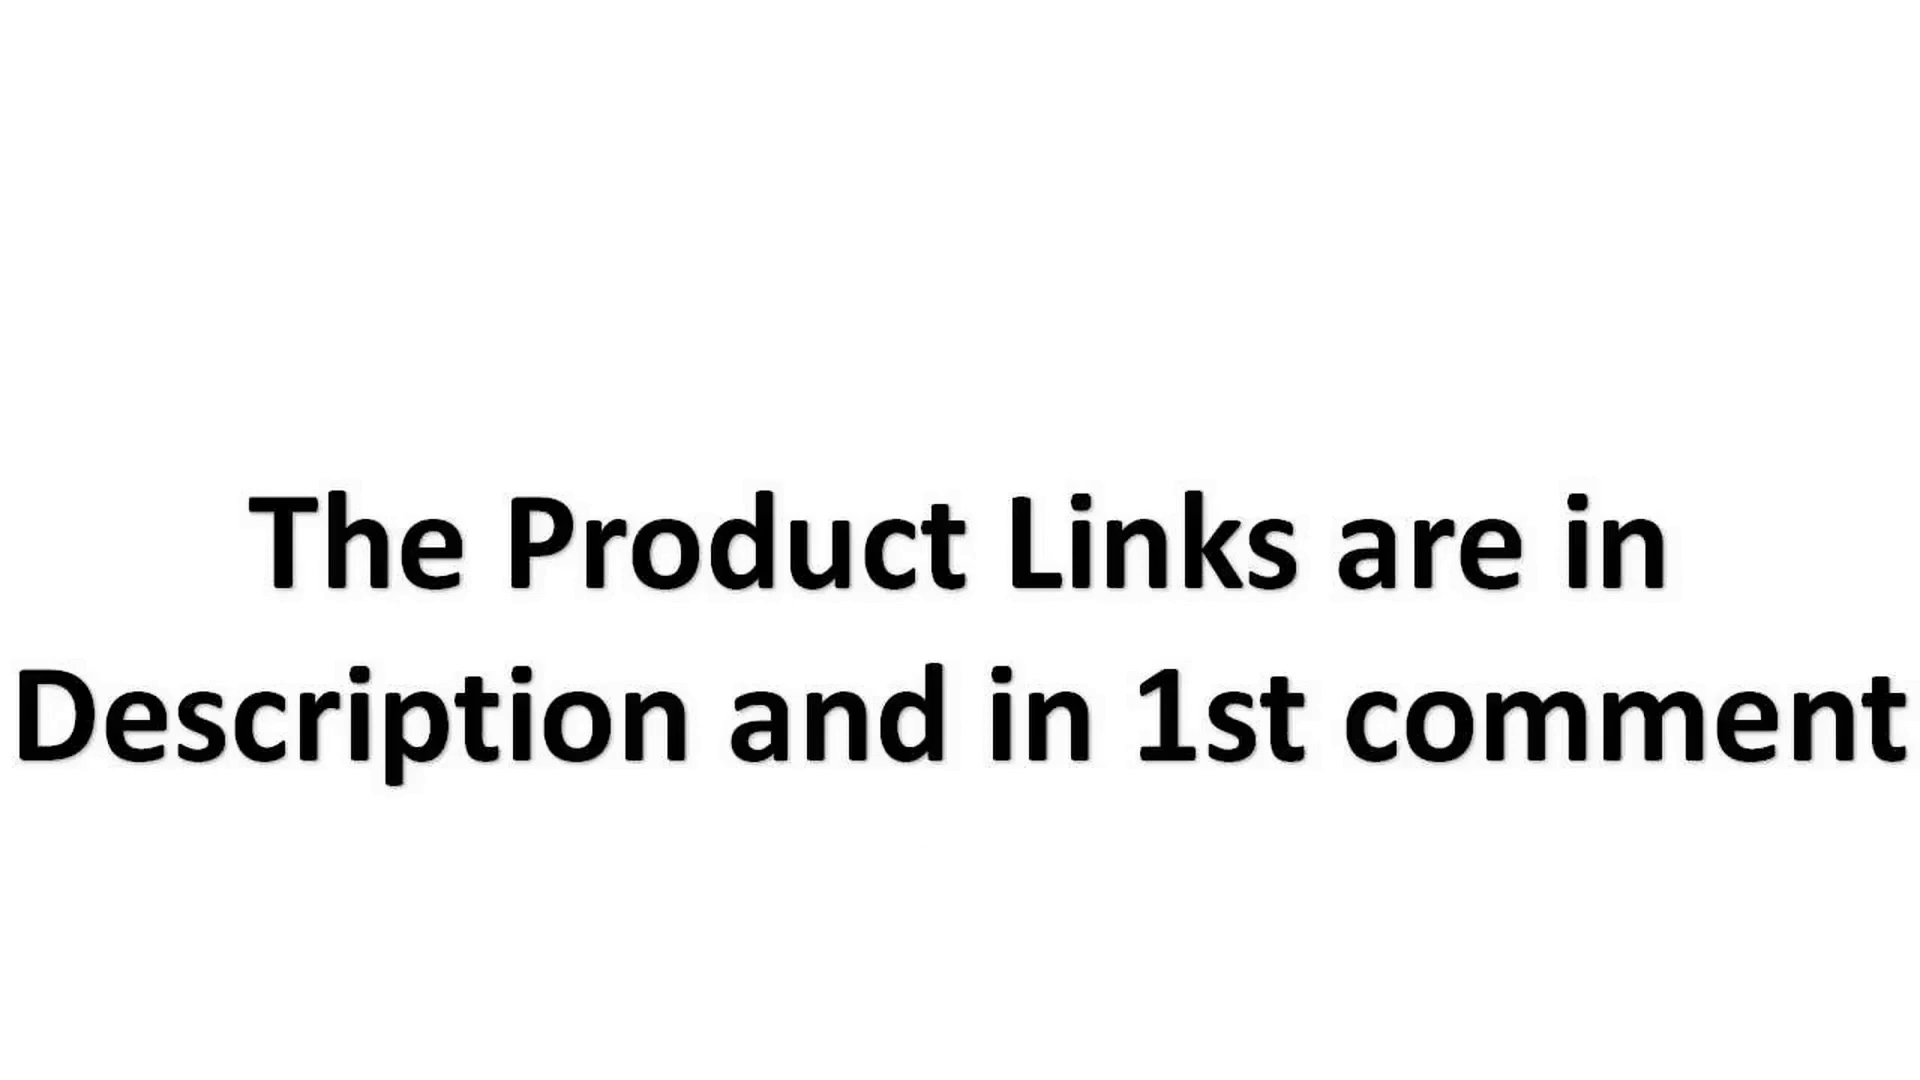 The Product Links are in
Description and in 1st comment